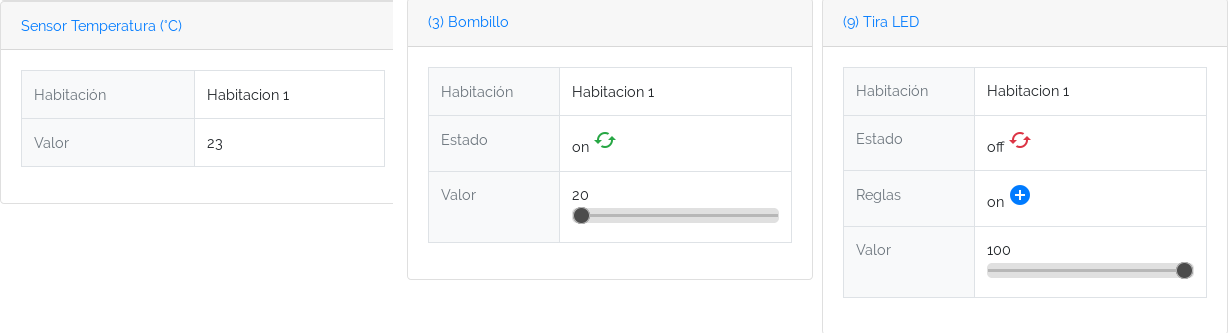 Sensor Temperatura (°C)
Habitación Habitacion 1
Valor 23
(3) Bombillo
Habitación Habitacion 1
Estado on
Valor 20
(9) Tira LED
Habitación Habitacion 1
Estado off
Reglas on
Valor 100